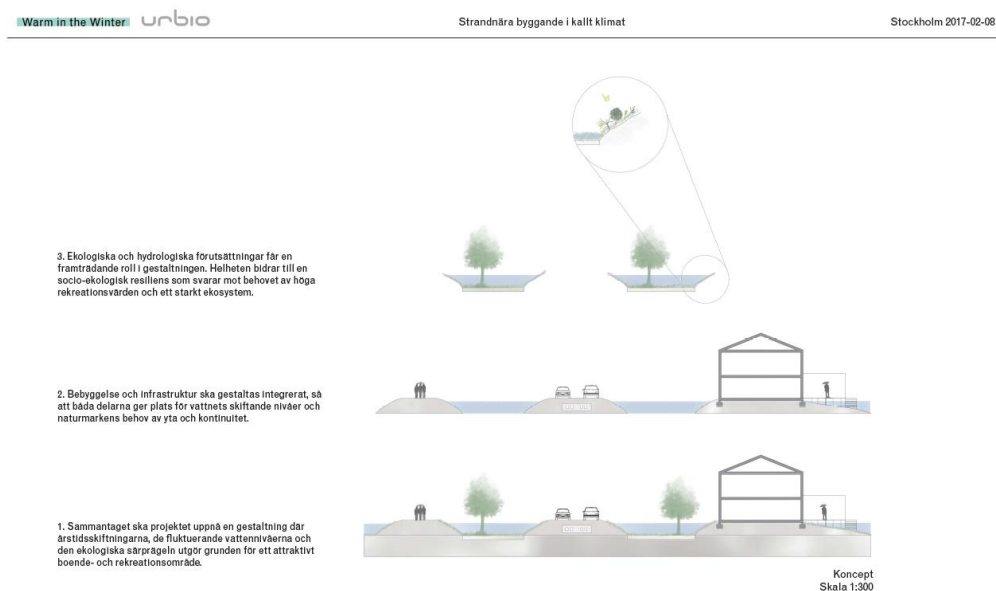 Warm in the Winter urbio Strandnära byggande i kallt klimat Stockholm 2017-02-08
3. Ekologiska och hydrologiska förutsättningar får en
framträdande roll i gestaltningen. Helheten bidrar till en
socio-ekologisk resiliens som svarar mot behovet av höga
rekreationsvärden och ett starkt ekosystem.
2. Bebyggelse och infrastruktur ska gestaltas integrerat, så
att båda delarna ger plats för vattnets skiftande nivåer och
naturmarkens behov av yta och kontinuitet.
1. Sammantaget ska projektet uppnå en gestaltning där
årstidsskiftningarna, de fluktuerande vattennivåerna och
den ekologiska särprägeln utgör grunden för ett attraktivt
boende- och rekreationsområde.
Koncept
Skala 1:300